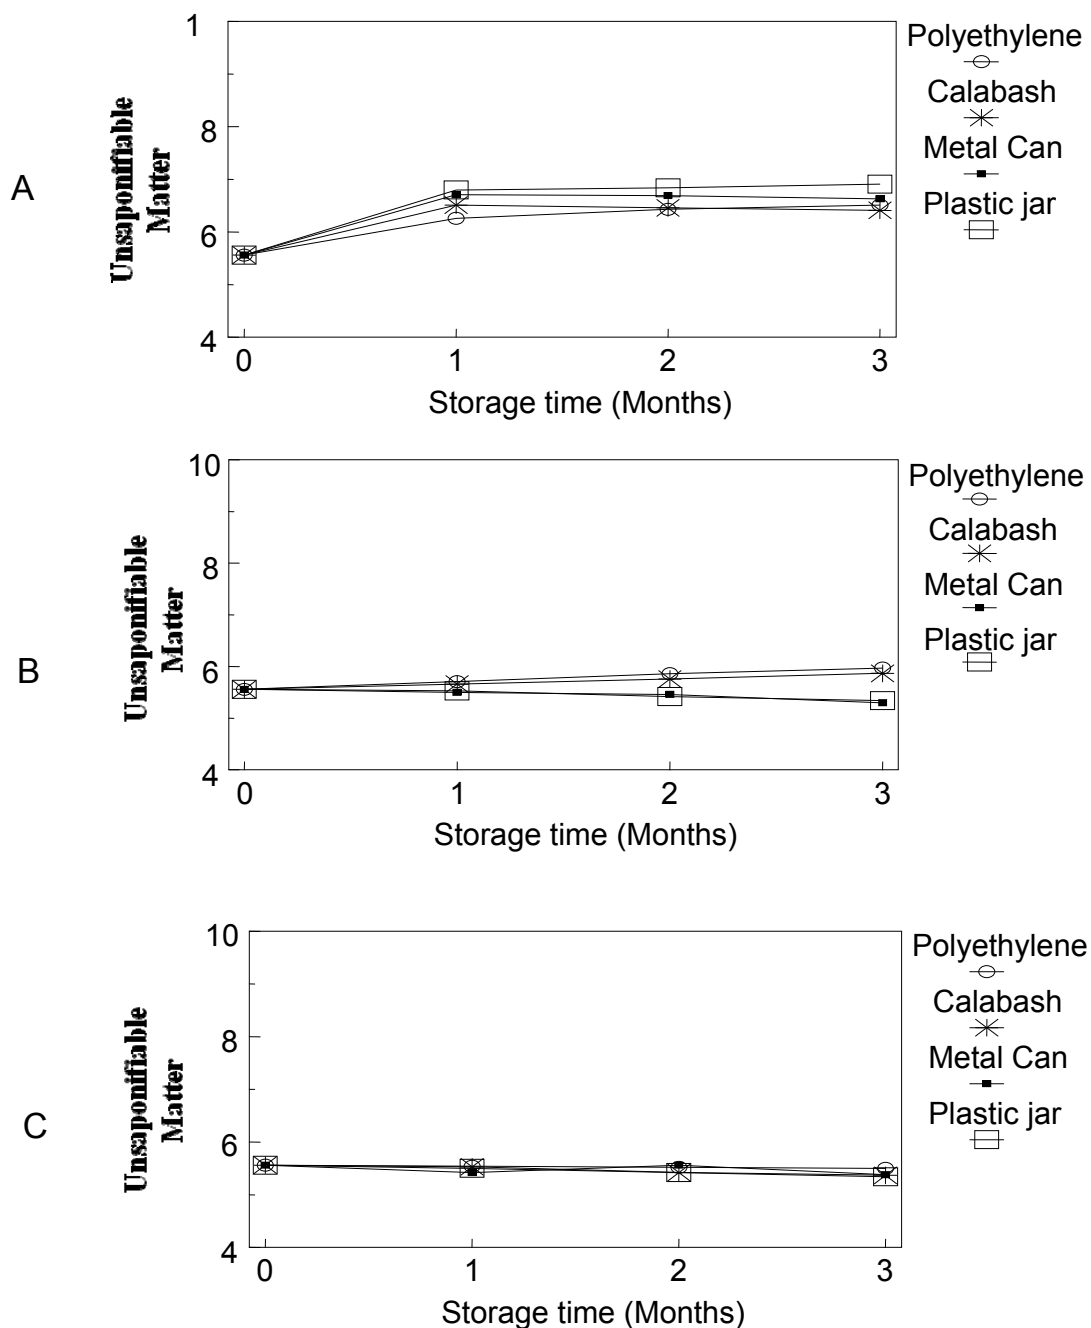 1
8
6
4
A
Unsaponifiable
Matter
0 1 2 3
Storage time (Months)
Polyethylene
Calabash
Metal Can
Plastic jar
10
8
6
4
B
Unsaponifiable
Matter
0 1 2 3
Storage time (Months)
Polyethylene
Calabash
Metal Can
Plastic jar
10
8
6
4
C
Unsaponifiable
Matter
0 1 2 3
Storage time (Months)
Polyethylene
Calabash
Metal Can
Plastic jar